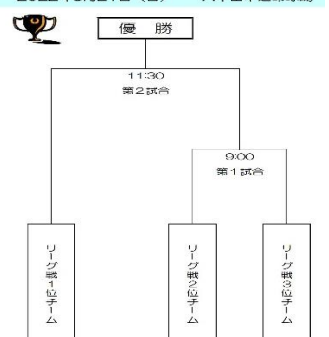 優 勝
11:30
第2試合
9:00
第1試合
リーグ戦1位チーム
リーグ戦2位チーム
リーグ戦3位チーム